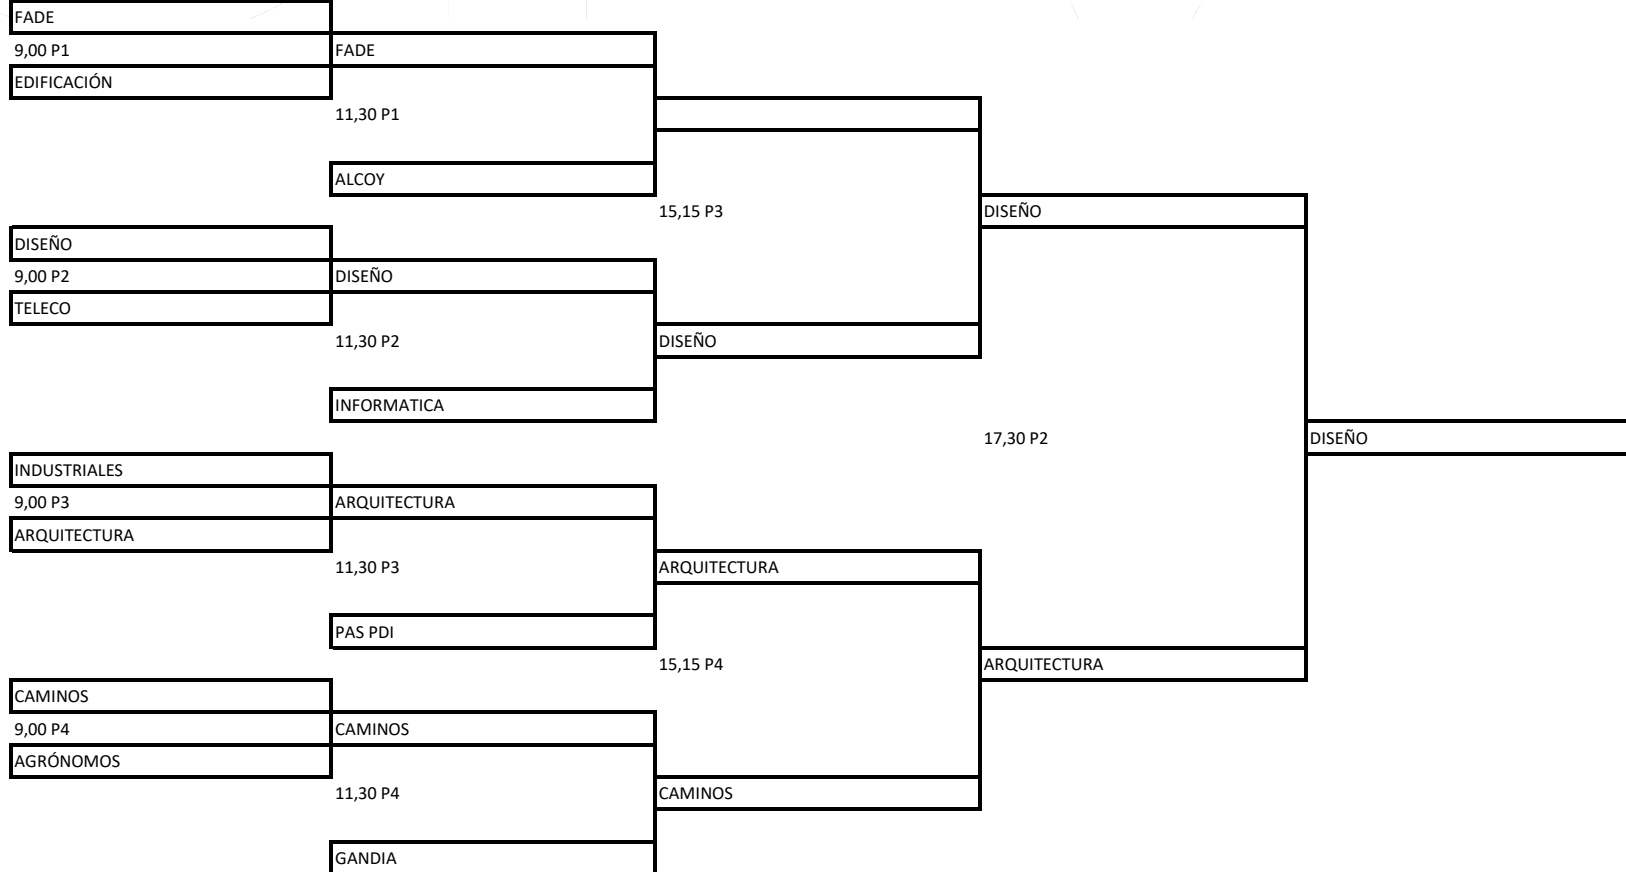 FADE
9,00 P1
FADE
EDIFICACIÓN
11,30 P1
ALCOY
15,15 P3
DISEÑO
DISEÑO
9,00 P2
DISEÑO
TELECO
11,30 P2
DISEÑO
INFORMATICA
17,30 P2
DISEÑO
INDUSTRIALES
9,00 P3
ARQUITECTURA
ARQUITECTURA
11,30 P3
ARQUITECTURA
PAS PDI
15,15 P4
ARQUITECTURA
CAMINOS
9,00 P4
CAMINOS
AGRÓNOMOS
11,30 P4
CAMINOS
GANDIA